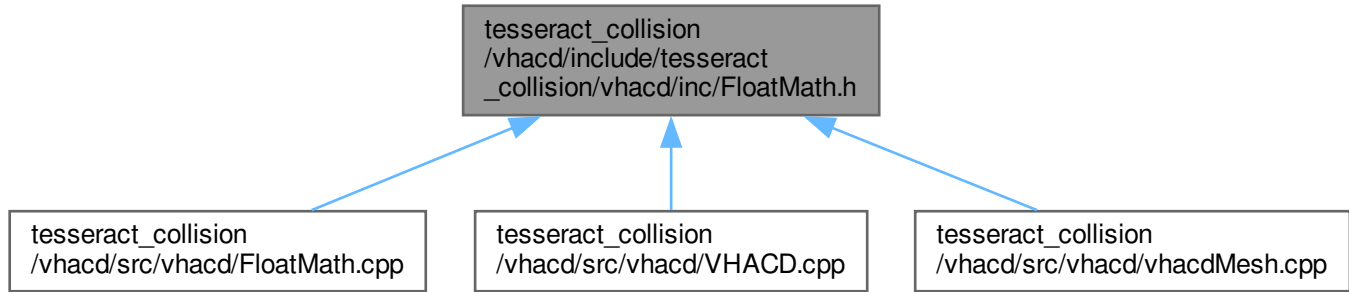 tesseract_collision
/vhacd/include/tesseract
_collision/vhacd/inc/FloatMath.h
tesseract_collision
/vhacd/src/vhacd/FloatMath.cpp
tesseract_collision
/vhacd/src/vhacd/VHACD.cpp
tesseract_collision
/vhacd/src/vhacd/vhacdMesh.cpp